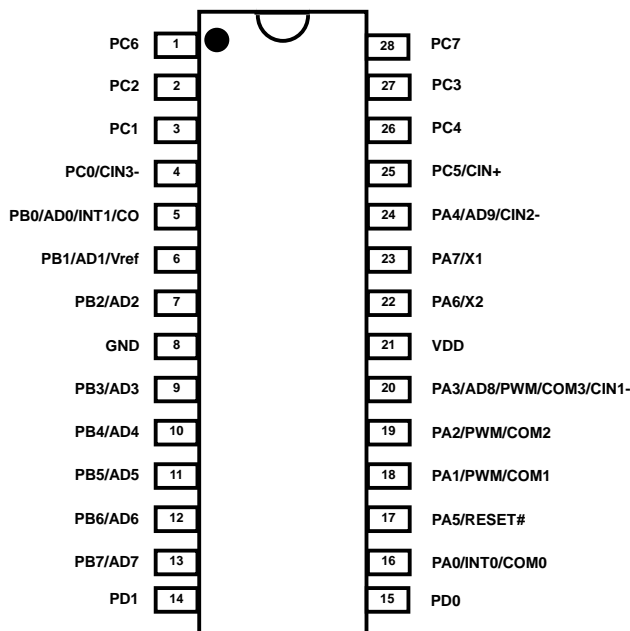 PC6 1 28 PC7
PC2 2 27 PC3
PC1 3 26 PC4
PC0/CIN3- 4 25 PC5/CIN+
PB0/AD0/INT1/CO 5 24 PA4/AD9/CIN2-
PB1/AD1/Vref 6 23 PA7/X1
PB2/AD2 7 22 PA6/X2
GND 8 21 VDD
PB3/AD3 9 20 PA3/AD8/PWM/COM3/CIN1-
PB4/AD4 10 19 PA2/PWM/COM2
PB5/AD5 11 18 PA1/PWM/COM1
PB6/AD6 12 17 PA5/RESET#
PB7/AD7 13 16 PA0/INT0/COM0
PD1 14 15 PD0